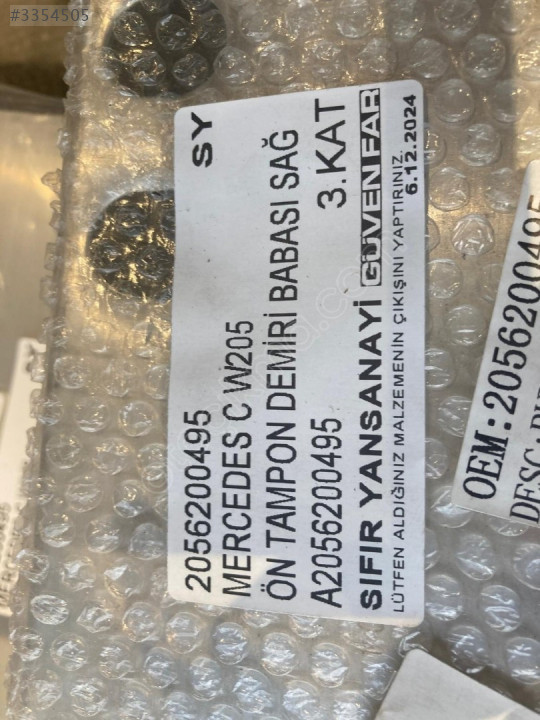 #3354505
2056200495 SY
MERCEDES C W205
ÖN TAMPON DEMİRİ BABASI SAĞ
A2056200495 3.KAT
SIFIR YANSANAYİ GÜVENFAR
LÜTFEN ALDIĞINIZ MALZEMENİN ÇIKIŞINI YAPTIRINIZ. 6.12.2024
OEM:2056200495